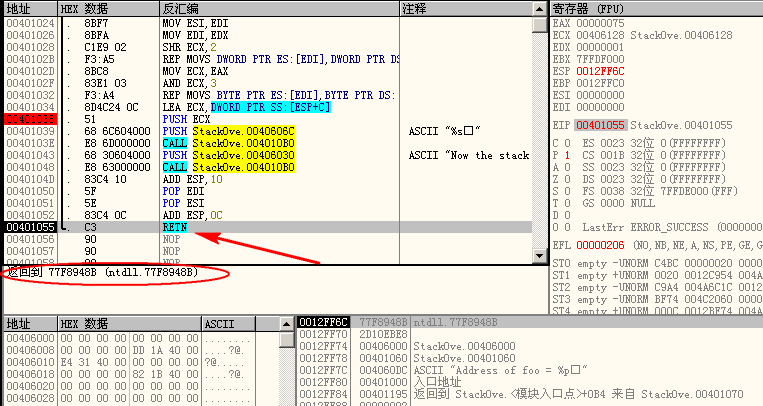 地址 HEX 数据 反汇编 注释
00401024 . 8BF7 MOV ESI,EDI
00401026 . 8BFA MOV EDI,EDX
00401028 . C1E9 02 SHR ECX,2
0040102B . F3:A5 REP MOVS DWORD PTR ES:[EDI],DWORD PTR DS
0040102D . 8BC8 MOV ECX,EAX
0040102F . 83E1 03 AND ECX,3
00401032 . F3:A4 REP MOVS BYTE PTR ES:[EDI],BYTE PTR DS:
00401034 . 8D4C24 0C LEA ECX,DWORD PTR SS:[ESP+C]
00401038 . 51 PUSH ECX
00401039 . 68 6C604000 PUSH StackOve.0040606C ASCII "%s□"
0040103E . E8 6D000000 CALL StackOve.004010B0
00401043 . 68 30604000 PUSH StackOve.00406030 ASCII "Now the stack
00401048 . E8 63000000 CALL StackOve.004010B0
0040104D . 83C4 10 ADD ESP,10
00401050 . 5F POP EDI
00401051 . 5E POP ESI
00401052 . 83C4 0C ADD ESP,0C
00401055 . C3 RETN
00401056 90 NOP
00401057 90 NOP
返回到 77F8948B (ntdll.77F8948B)
寄存器 (FPU)
EAX 00000075
ECX 00406128 StackOve.00406128
EDX 00000001
EBX 7FFDF000
ESP 0012FF6C
EBP 00000000
ESI 00000000
EDI 00000000
EIP 00401055 StackOve.00401055
C 0 ES 0023 32位 0(FFFFFFFF)
P 1 CS 001B 32位 0(FFFFFFFF)
A 0 SS 0023 32位 0(FFFFFFFF)
Z 0 DS 0023 32位 0(FFFFFFFF)
S 0 FS 0038 32位 7FFDE000(FFF)
T 0 GS 0000 NULL
D 0
O 0 LastErr ERROR_SUCCESS (0000000
EFL 00000206 (NO,NB,NE,A,NS,PE,GE,G
ST0 empty -UNORM C4BC 00000020 00
ST1 empty +UNORM 0020 0012C954 004
ST2 empty -UNORM C9A4 004A6C1C 0012
ST3 empty -UNORM BF74 004C2060 0000
地址 HEX 数据 ASCII
00406000 00 00 00 00 00 00 00 00 ........
00406008 00 00 00 00 DD 1A 40 00 ....?@.
00406010 E4 31 40 00 00 00 00 00 ?@.....
00406018 00 00 00 00 82 1B 40 00 ....?@.
00406020 00 00 00 00 00 00 00 00 ........
00406028 00 00 00 00 00 00 00 00 ........
0012FF6C 77F8948B ntdll.77F8948B
0012FF70 2D10EBE8
0012FF74 00406000 StackOve.00406000
0012FF78 00401060 StackOve.00401060
0012FF7C 004060DC ASCII "Address of foo = %p□"
0012FF80 00401000 入口地址
0012FF84 00401195 返回到 StackOve.<模块入口点>+0B4 来自 StackOve.00401070